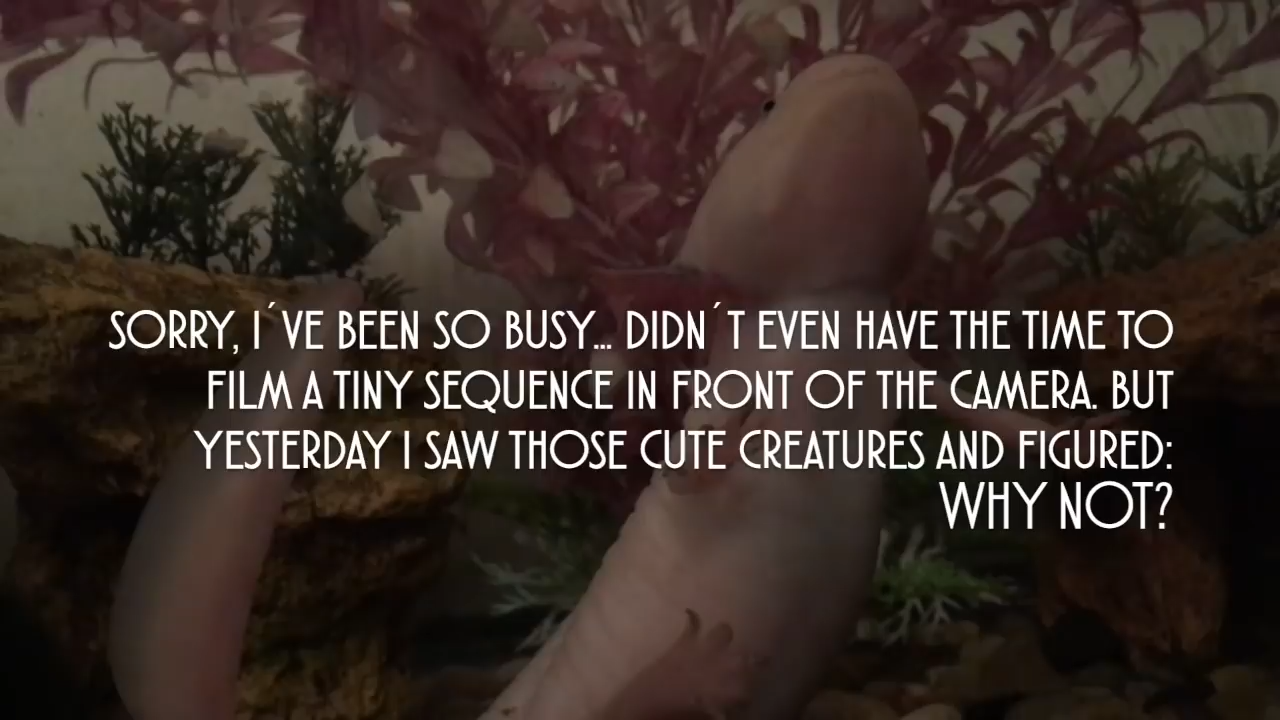 SORRY, I´VE BEEN SO BUSY... DIDN´T EVEN HAVE THE TIME TO
FILM A TINY SEQUENCE IN FRONT OF THE CAMERA. BUT
YESTERDAY I SAW THOSE CUTE CREATURES AND FIGURED:
WHY NOT?